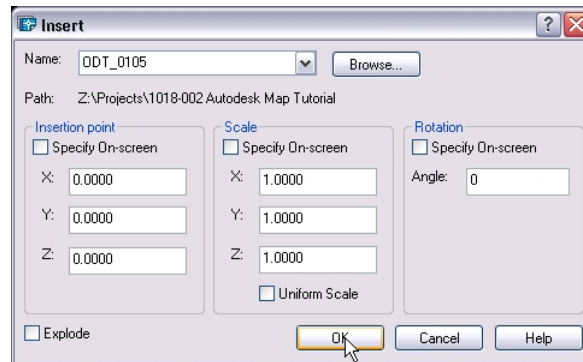 Insert
Name: ODT_0105 Browse...
Path: Z:\Projects\1018-002 Autodesk Map Tutorial
Insertion point
Specify On-screen
X: 0.0000
Y: 0.0000
Z: 0.0000
Scale
Specify On-screen
X: 1.0000
Y: 1.0000
Z: 1.0000
Uniform Scale
Rotation
Specify On-screen
Angle: 0
Explode
OK Cancel Help